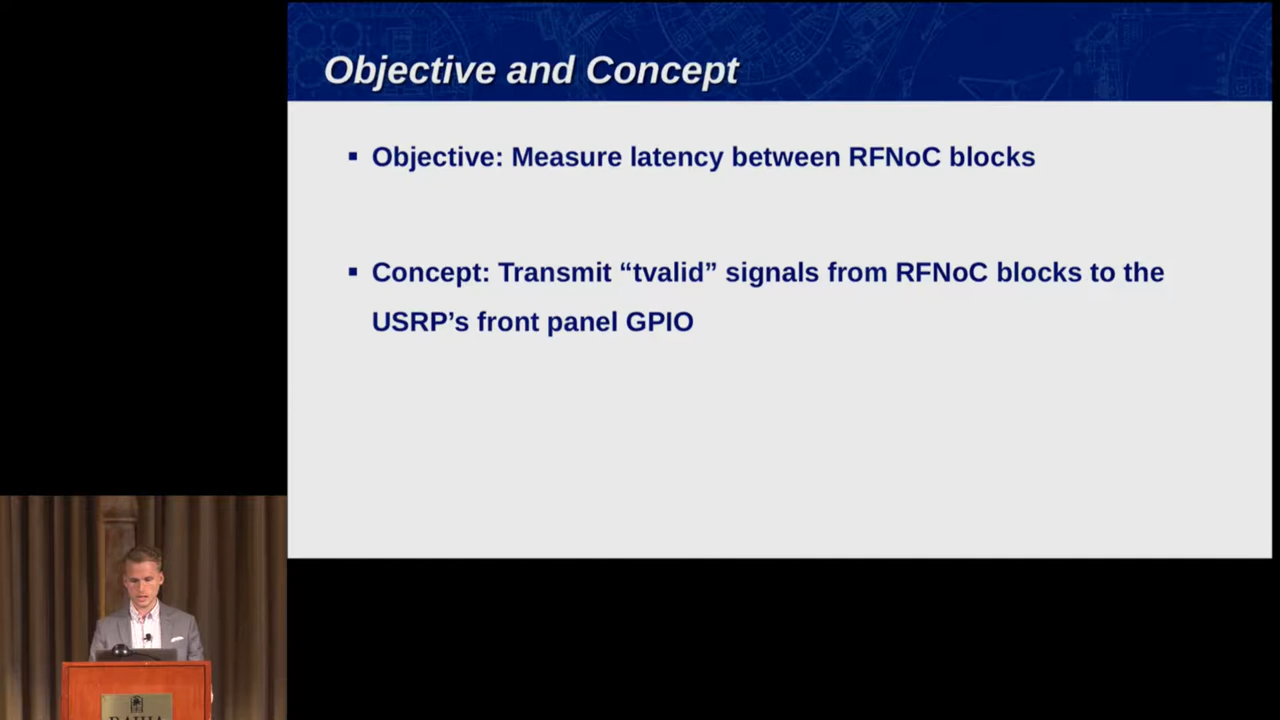 Objective and Concept
▪ Objective: Measure latency between RFNoC blocks
▪ Concept: Transmit “tvalid” signals from RFNoC blocks to the
USRP’s front panel GPIO